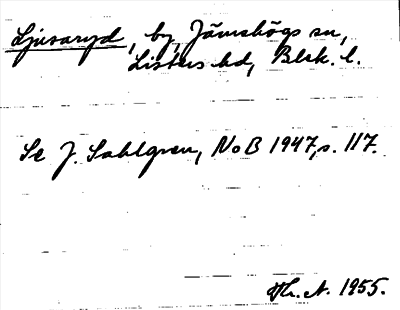 Ljusaryd, by, Jämshögs sn,
Listers hd, Blek. l.
Se J. Sahlgren, NoB 1947, s. 117.
Th. A. 1955.